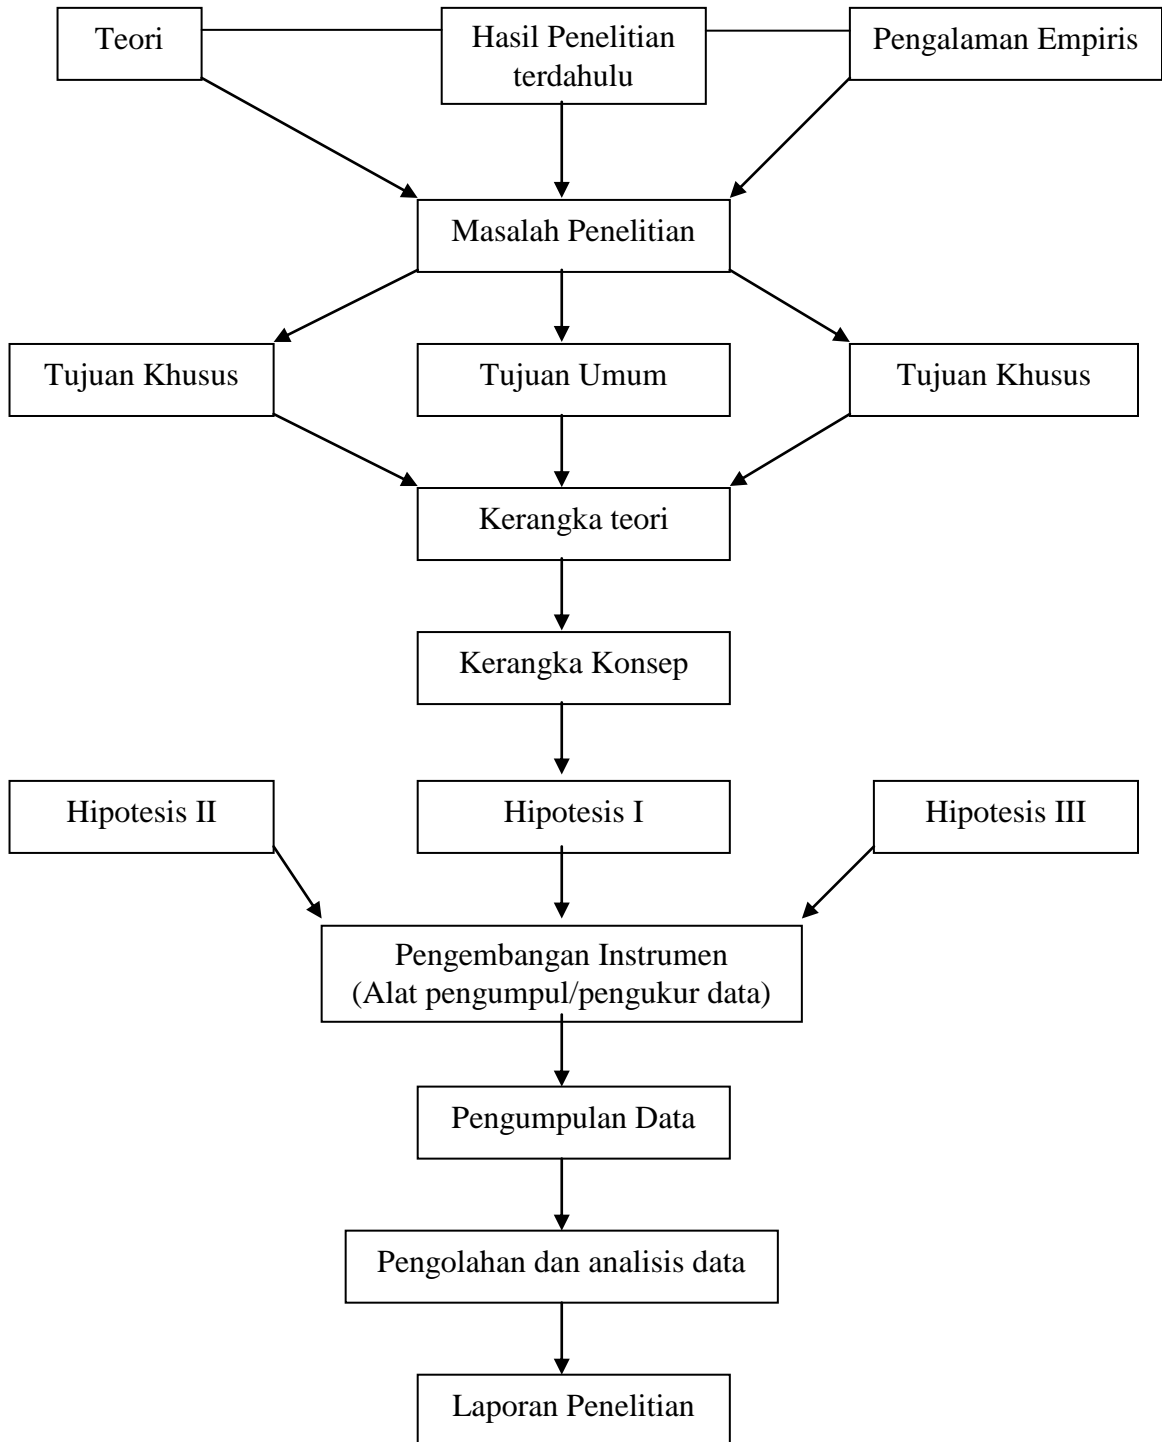 Teori
Hasil Penelitian
terdahulu
Pengalaman Empiris
Masalah Penelitian
Tujuan Khusus
Tujuan Umum
Tujuan Khusus
Kerangka teori
Kerangka Konsep
Hipotesis II
Hipotesis I
Hipotesis III
Pengembangan Instrumen
(Alat pengumpul/pengukur data)
Pengumpulan Data
Pengolahan dan analisis data
Laporan Penelitian